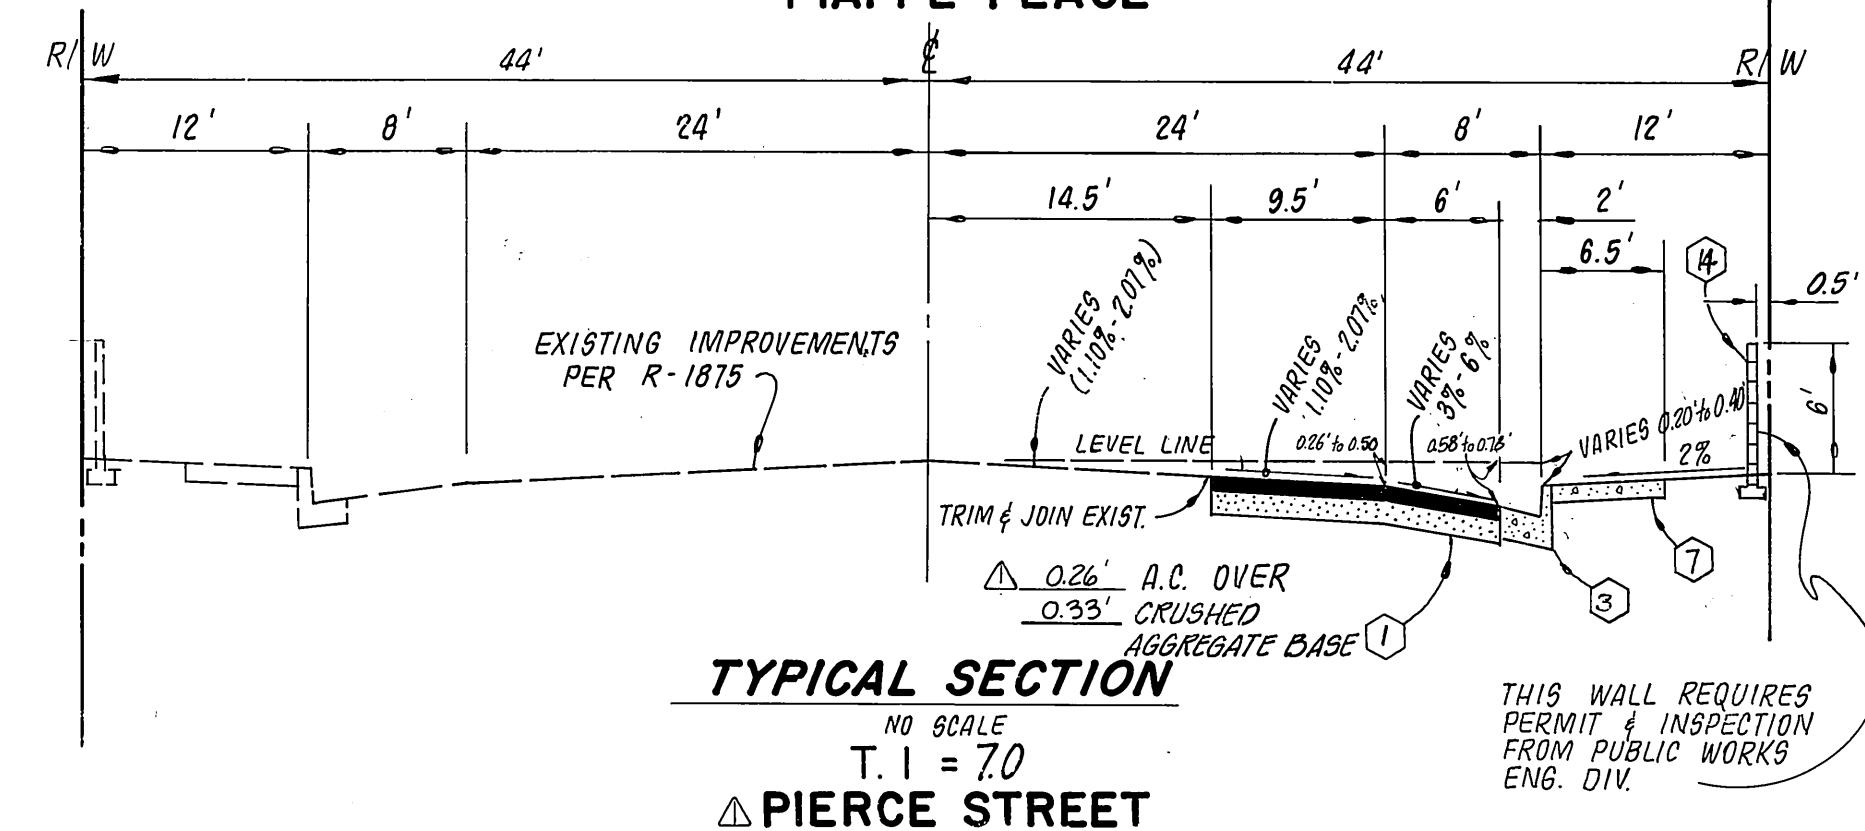 R/W 44' ℄ 44' R/W
12' 8' 24' 24' 8' 12'
14.5' 9.5' 6' 2'
6.5'
14
0.5'
EXISTING IMPROVEMENTS
PER R-1875
VARIES
(1.10%-2.07%)
VARIES
1.10%-2.07%
VARIES
3%-6%
LEVEL LINE
0.26' to 0.50
0.58' to 0.78'
VARIES 0.20' to 0.40'
2%
6'
TRIM & JOIN EXIST.
1 0.26' A.C. OVER
0.33' CRUSHED
AGGREGATE BASE
1
3
7
TYPICAL SECTION
NO SCALE
T. I = 7.0
1 PIERCE STREET
THIS WALL REQUIRES
PERMIT & INSPECTION
FROM PUBLIC WORKS
ENG. DIV.